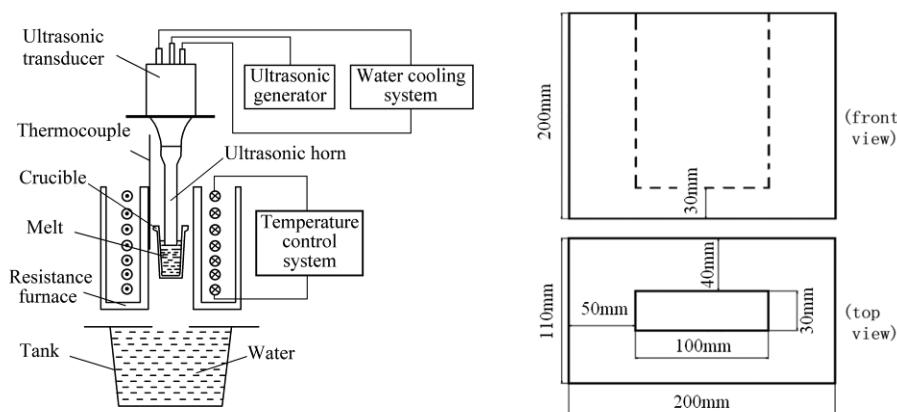 Ultrasonic
transducer
Ultrasonic
generator
Water cooling
system
Thermocouple
Ultrasonic horn
Crucible
Melt
Temperature
control
system
Resistance
furnace
Tank
Water
200mm
30mm
(front
view)
110mm
40mm
50mm
30mm
100mm
(top
view)
200mm